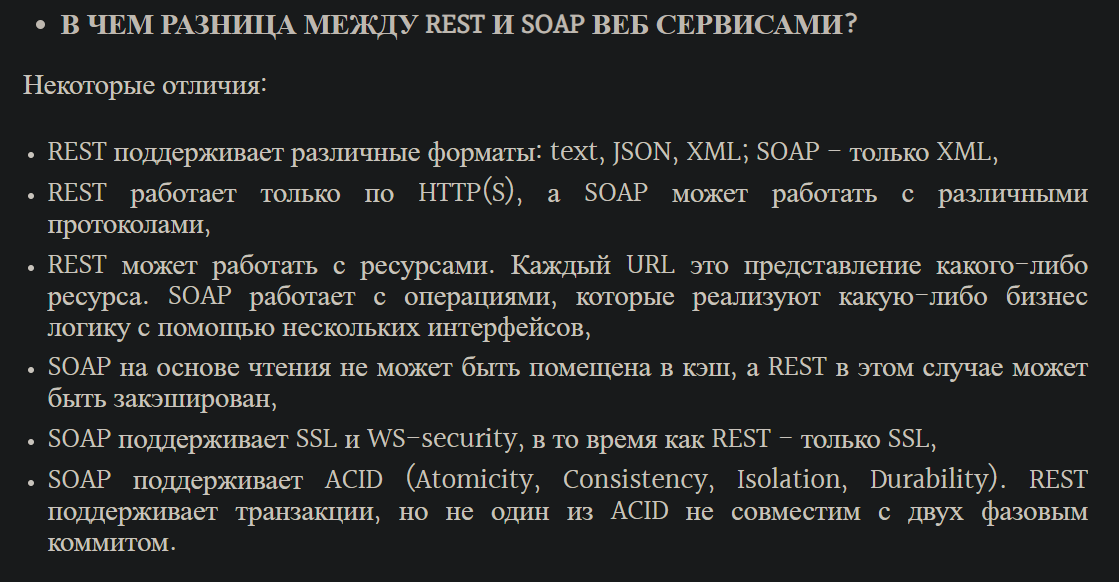 • В ЧЕМ РАЗНИЦА МЕЖДУ REST И SOAP ВЕБ СЕРВИСАМИ?
Некоторые отличия:
• REST поддерживает различные форматы: text, JSON, XML; SOAP – только XML,
• REST работает только по HTTP(S), а SOAP может работать с различными
протоколами,
• REST может работать с ресурсами. Каждый URL это представление какого-либо
ресурса. SOAP работает с операциями, которые реализуют какую-либо бизнес
логику с помощью нескольких интерфейсов,
• SOAP на основе чтения не может быть помещена в кэш, а REST в этом случае может
быть закэширован,
• SOAP поддерживает SSL и WS-security, в то время как REST – только SSL,
• SOAP поддерживает ACID (Atomicity, Consistency, Isolation, Durability). REST
поддерживает транзакции, но не один из ACID не совместим с двух фазовым
коммитом.